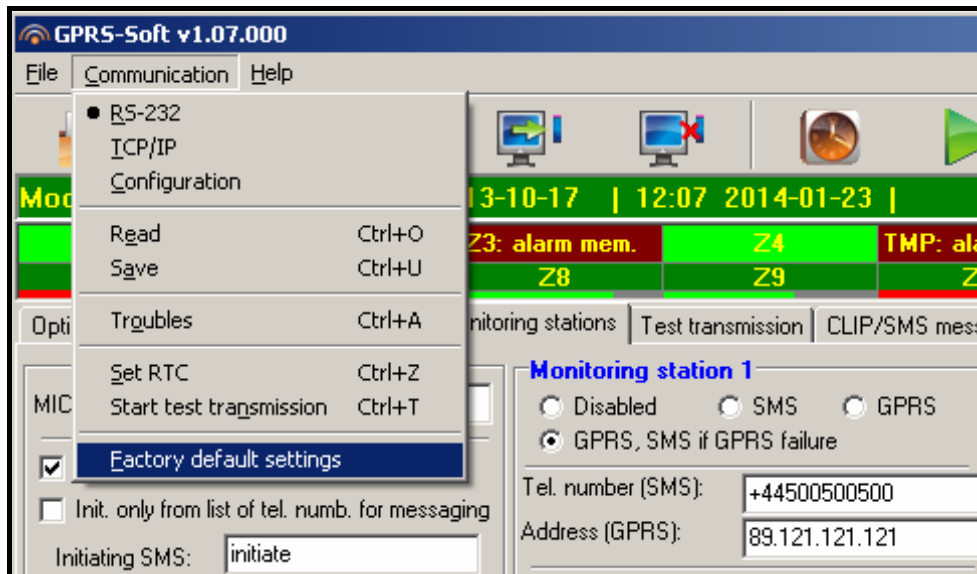 GPRS-Soft v1.07.000
File Communication Help
RS-232
TCP/IP
Configuration
Read Ctrl+O
Save Ctrl+U
Troubles Ctrl+A
Set RTC Ctrl+Z
Start test transmission Ctrl+T
Factory default settings
13-10-17 | 12:07 2014-01-23 |
Z3: alarm mem. Z4 TMP:
Z8 Z9 Z
Test transmission CLIP/SMS
stations
Monitoring station 1
Disabled SMS GPRS
GPRS, SMS if GPRS failure
Tel. number (SMS): +44500500500
Address (GPRS): 89.121.121.121
MIC
Init. only from list of tel. numb. for messaging
Initiating SMS: initiate